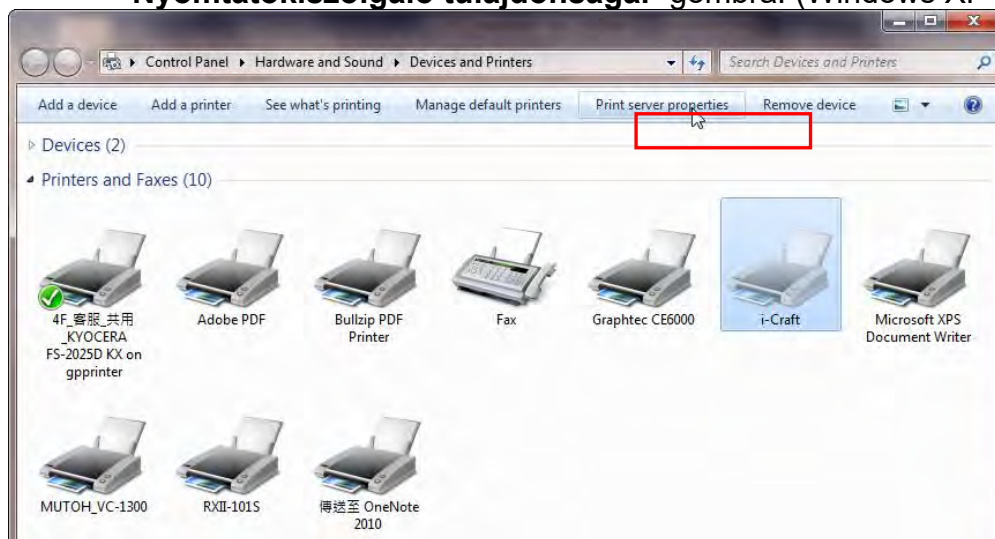 Nyomtatókiszolgáló tulajdonságai" gombra! (Windows XP
Control Panel ▸ Hardware and Sound ▸ Devices and Printers
Search Devices and Printers
Add a device Add a printer See what's printing Manage default printers Print server properties Remove device
Devices (2)
Printers and Faxes (10)
4F_客服_共用
_KYOCERA
FS-2025D KX on
gpprinter
Adobe PDF
Bullzip PDF
Printer
Fax
Graphtec CE6000
i-Craft
Microsoft XPS
Document Writer
MUTOH_VC-1300
RXII-101S
傳送至 OneNote
2010